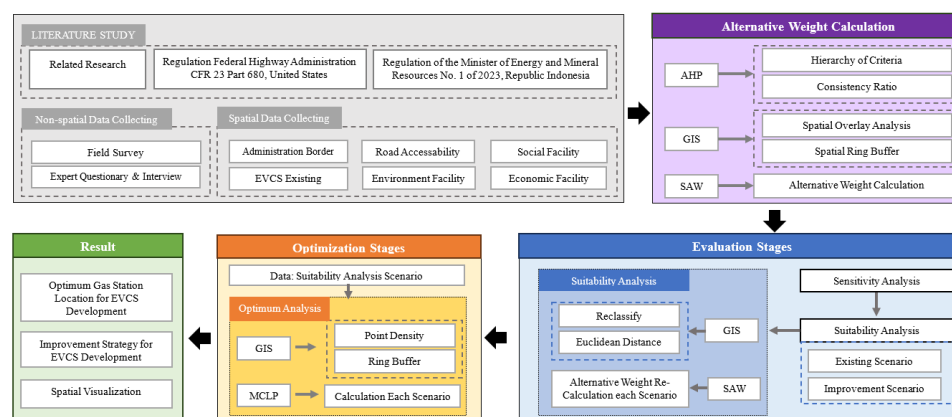 LITERATURE STUDY
Related Research
Regulation Federal Highway Administration
CFR 23 Part 680, United States
Regulation of the Minister of Energy and Mineral
Resources No. 1 of 2023, Republic Indonesia
Non-spatial Data Collecting
Field Survey
Expert Questionary & Interview
Spatial Data Collecting
Administration Border
Road Accessability
Social Facility
EVCS Existing
Environment Facility
Economic Facility
Alternative Weight Calculation
AHP
Hierarchy of Criteria
Consistency Ratio
GIS
Spatial Overlay Analysis
Spatial Ring Buffer
SAW
Alternative Weight Calculation
Evaluation Stages
Sensitivity Analysis
Suitability Analysis
Existing Scenario
Improvement Scenario
Suitability Analysis
Reclassify
Euclidean Distance
GIS
Alternative Weight Re-
Calculation each Scenario
SAW
Optimization Stages
Data: Suitability Analysis Scenario
Optimum Analysis
GIS
Point Density
Ring Buffer
MCLP
Calculation Each Scenario
Result
Optimum Gas Station
Location for EVCS
Development
Improvement Strategy for
EVCS Development
Spatial Visualization